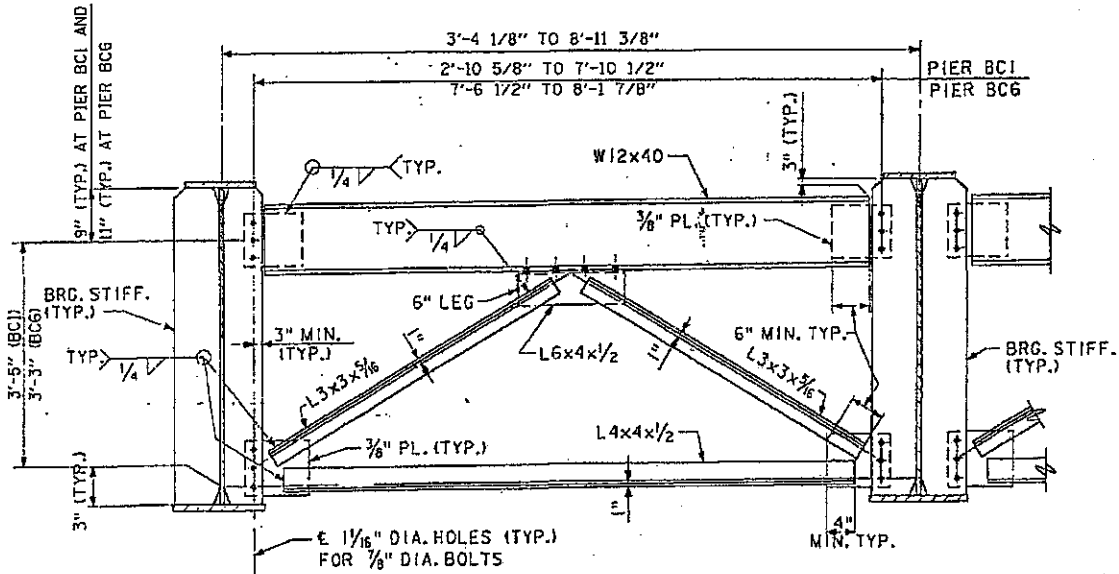 3'-4 1/8" TO 8'-11 3/8"
2'-10 5/8" TO 7'-10 1/2"
7'-6 1/2" TO 8'-1 7/8"
PIER BC1
PIER BC6
9" (TYP.) AT PIER BC1 AND
11" (TYP.) AT PIER BC6
3" (TYP.)
W12x40
TYP.
1/4
3/8" PL. (TYP.)
TYP.
1/4
6" LEG
BRG. STIFF.
(TYP.)
3'-5" (BC1)
3'-3" (BC6)
3" MIN.
(TYP.)
TYP.
1/4
1"
L6x4x1/2
1"
6" MIN. TYP.
BRG. STIFF.
(TYP.)
L3x3x5/16
L3x3x5/16
3/8" PL. (TYP.)
L4x4x1/2
3" (TYP.)
1"
4"
MIN. TYP.
℄ 1 1/16" DIA. HOLES (TYP.)
FOR 7/8" DIA. BOLTS